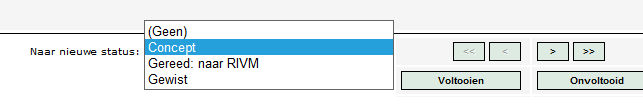 (Geen)
Naar nieuwe status: Concept << < > >>
Gereed: naar RIVM
Gewist Voltooien Onvoltooid